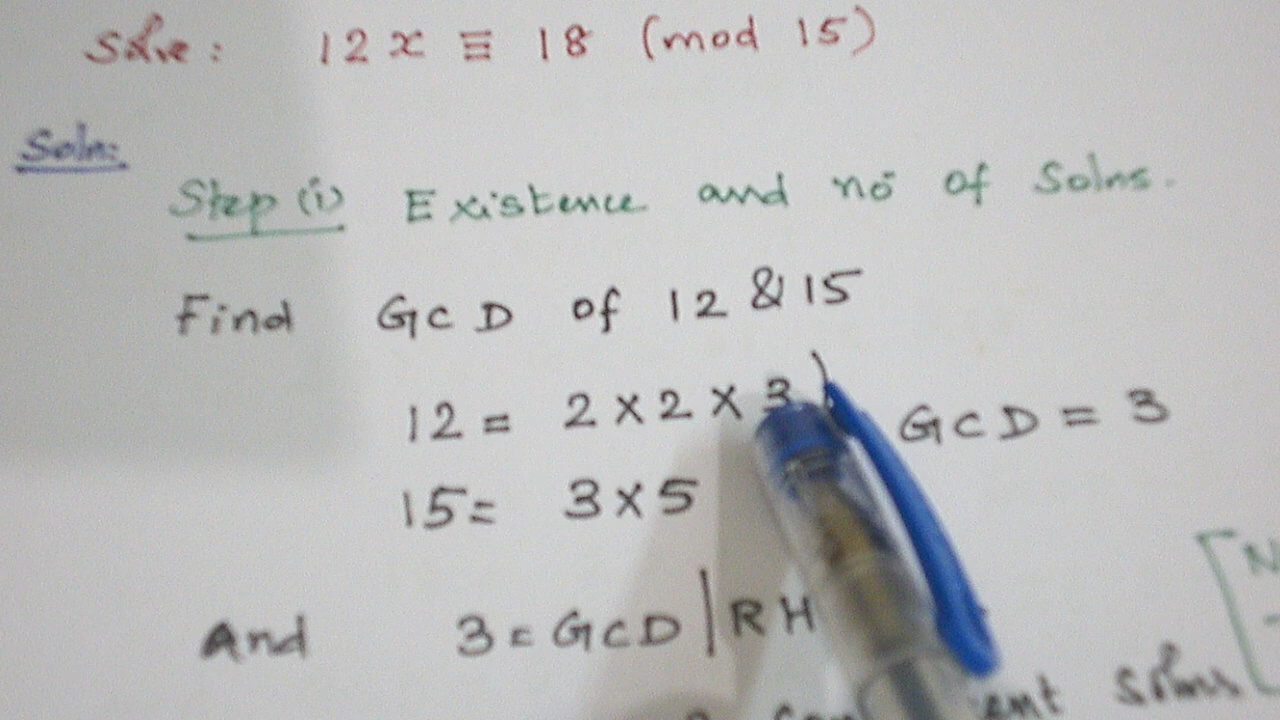 Solve: 12x ≡ 18 (mod 15)
Soln:
Step (i) Existence and no of Solns.
Find GCD of 12 & 15
12 = 2 × 2 × 3 ) GCD = 3
15 = 3 × 5
And 3 = GCD | RH
Solns